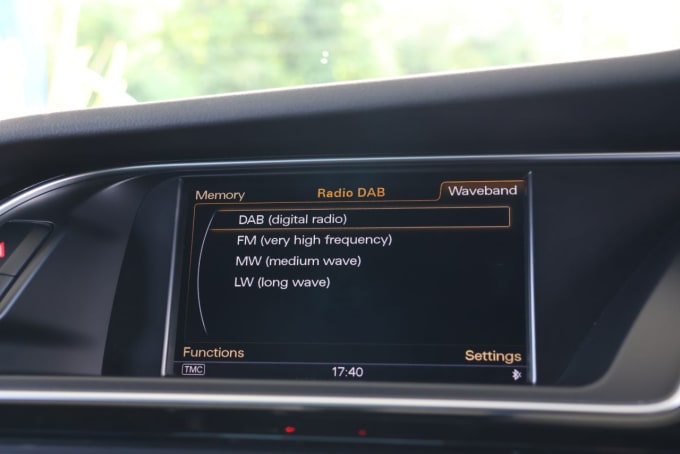 Memory Radio DAB Waveband
DAB (digital radio)
FM (very high frequency)
MW (medium wave)
LW (long wave)
Functions Settings
TMC 17:40